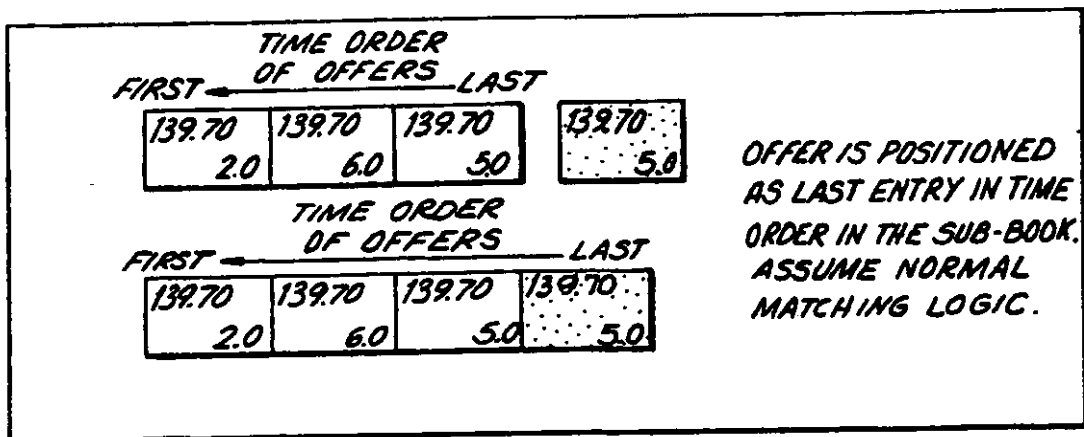 TIME ORDER
OF OFFERS
FIRST LAST
139.70 139.70 139.70 139.70
2.0 6.0 5.0 5.0
TIME ORDER
OF OFFERS
FIRST LAST
139.70 139.70 139.70 139.70
2.0 6.0 5.0 5.0
OFFER IS POSITIONED
AS LAST ENTRY IN TIME
ORDER IN THE SUB-BOOK.
ASSUME NORMAL
MATCHING LOGIC.